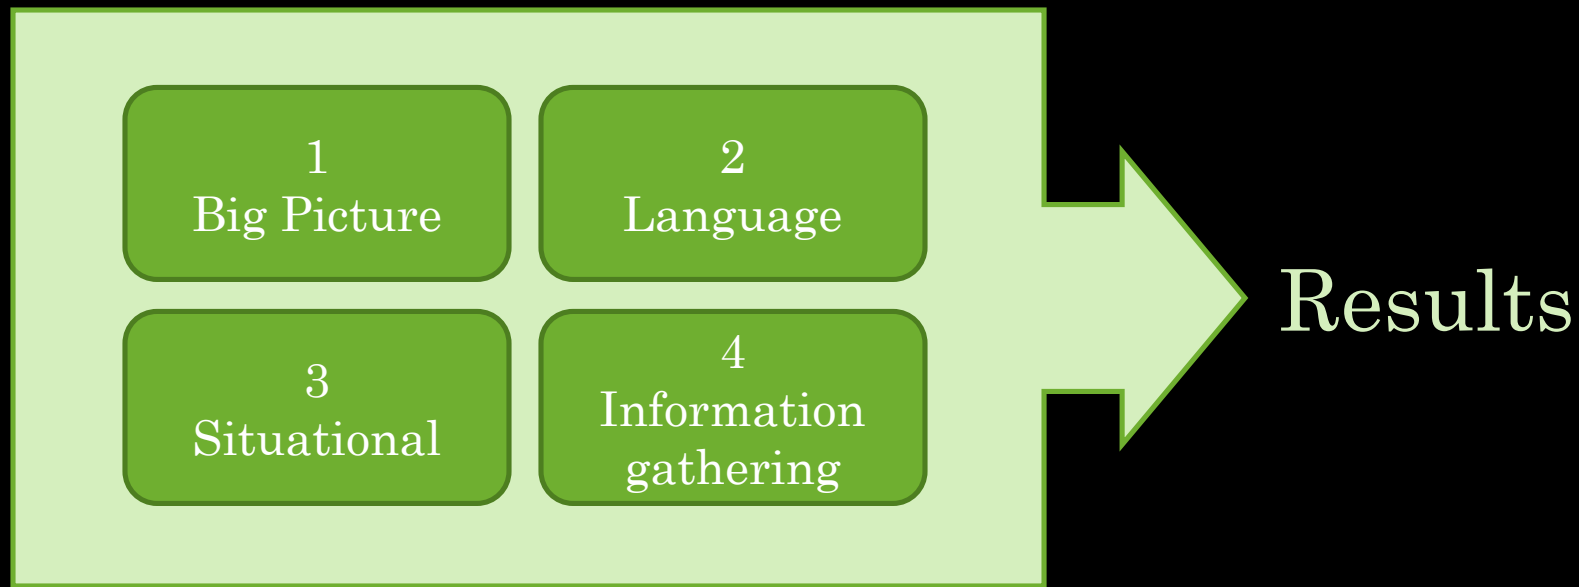 1
Big Picture
2
Language
3
Situational
4
Information
gathering
Results